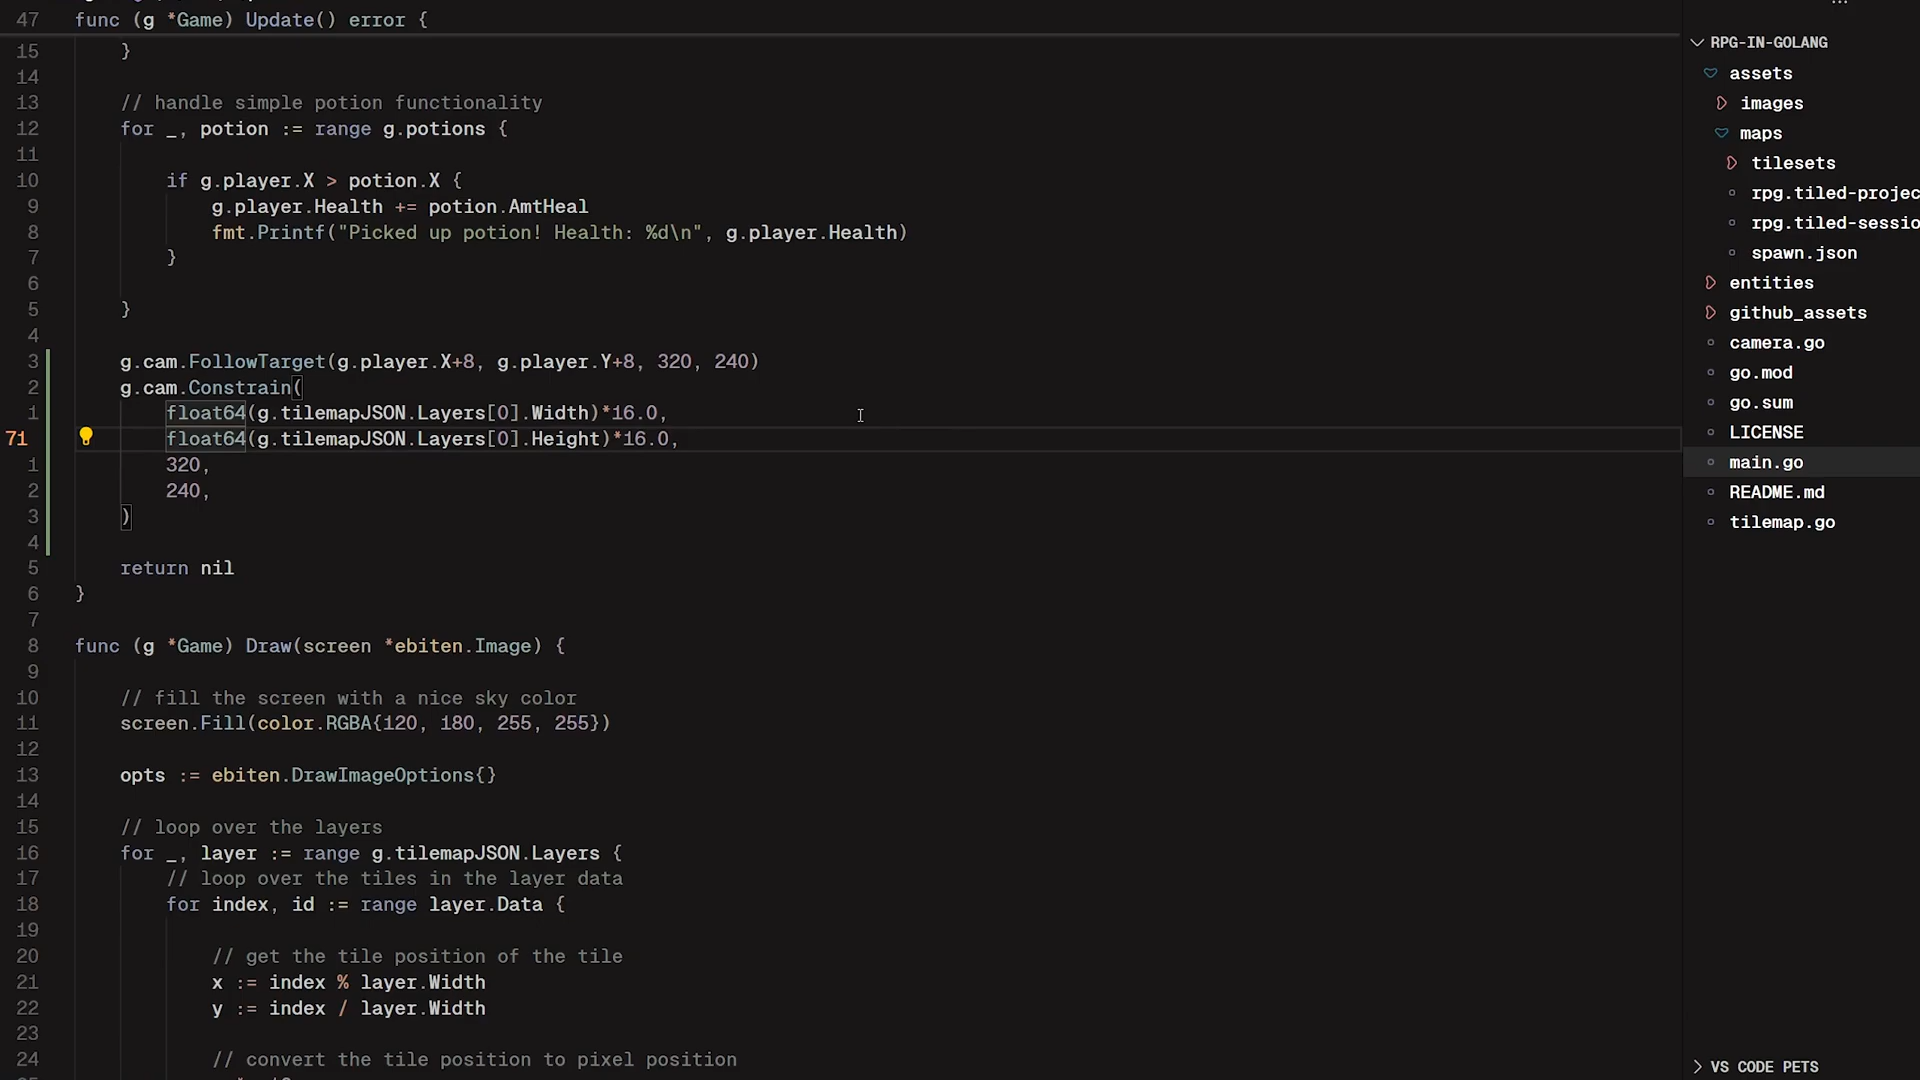 47 func (g *Game) Update() error {
15 }
14
13 // handle simple potion functionality
12 for _, potion := range g.potions {
11
10 if g.player.X > potion.X {
9 g.player.Health += potion.AmtHeal
8 fmt.Printf("Picked up potion! Health: %d\n", g.player.Health)
7 }
6
5 }
4
3 g.cam.FollowTarget(g.player.X+8, g.player.Y+8, 320, 240)
2 g.cam.Constrain(
1 float64(g.tilemapJSON.Layers[0].Width)*16.0,
71 float64(g.tilemapJSON.Layers[0].Height)*16.0,
1 320,
2 240,
3 )
4
5 return nil
6 }
7
8 func (g *Game) Draw(screen *ebiten.Image) {
9
10 // fill the screen with a nice sky color
11 screen.Fill(color.RGBA{120, 180, 255, 255})
12
13 opts := ebiten.DrawImageOptions{}
14
15 // loop over the layers
16 for _, layer := range g.tilemapJSON.Layers {
17 // loop over the tiles in the layer data
18 for index, id := range layer.Data {
19
20 // get the tile position of the tile
21 x := index % layer.Width
22 y := index / layer.Width
23
24 // convert the tile position to pixel position
RPG-IN-GOLANG
assets
images
maps
tilesets
rpg.tiled-projec
rpg.tiled-sessio
spawn.json
entities
github_assets
camera.go
go.mod
go.sum
LICENSE
main.go
README.md
tilemap.go
VS CODE PETS